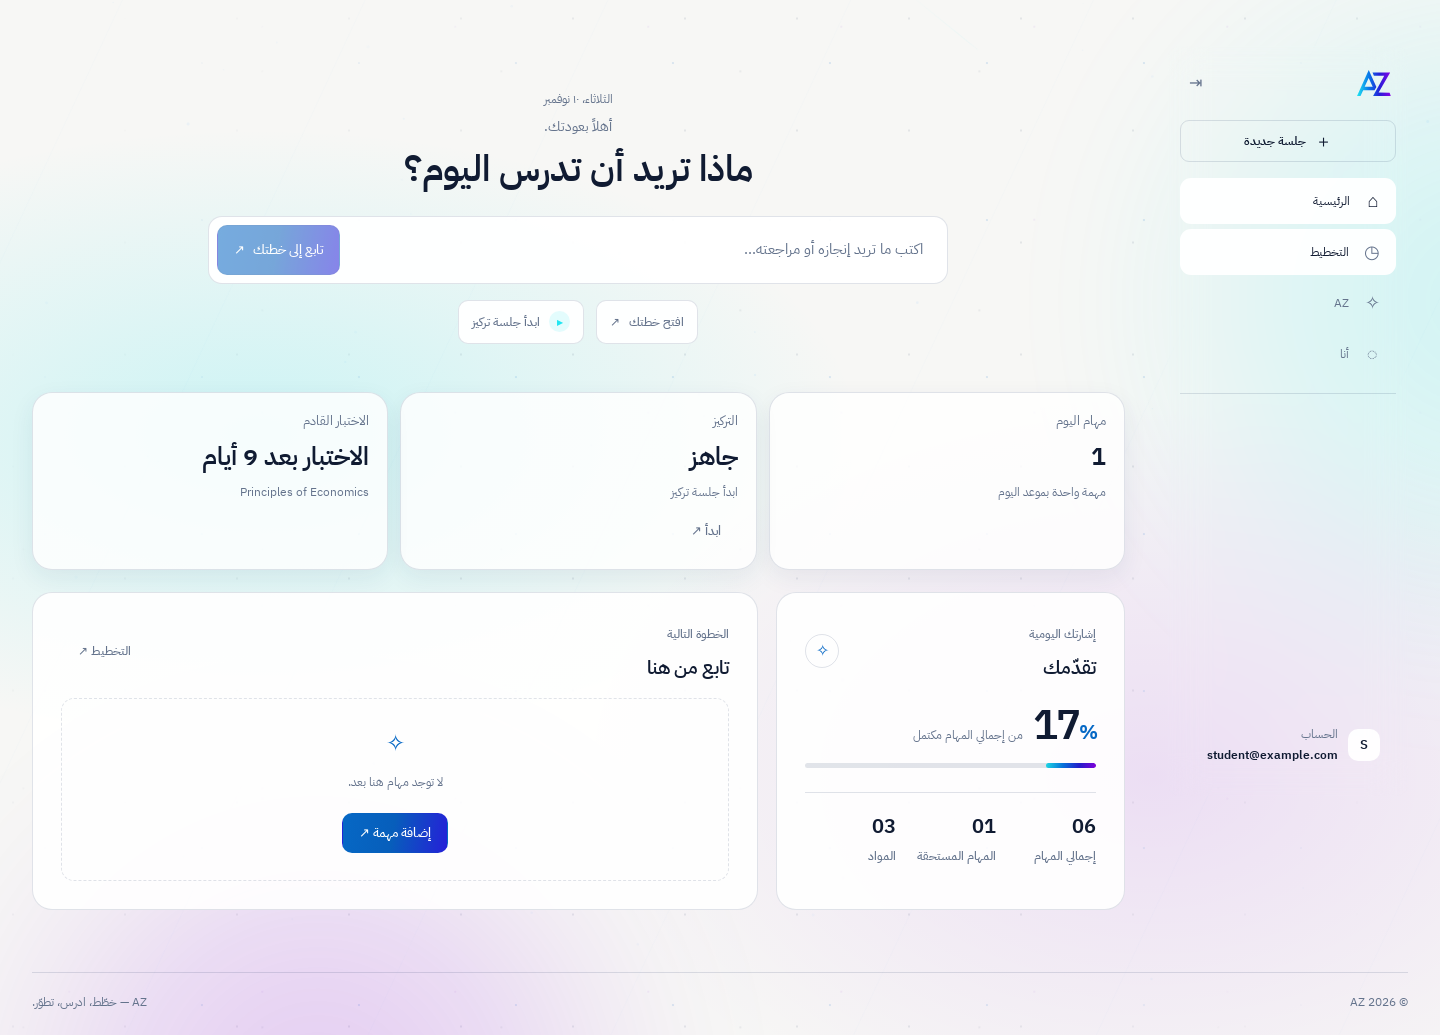 AZ
جلسة جديدة
الرئيسية
التخطيط
AZ
أنا
الحساب
student@example.com
S
الثلاثاء، ١٠ نوفمبر
أهلاً بعودتك.
ماذا تريد أن تدرس اليوم؟
اكتب ما تريد إنجازه أو مراجعته...
تابع إلى خطتك ↗
افتح خطتك ↗
ابدأ جلسة تركيز
مهام اليوم
1
مهمة واحدة بموعد اليوم
التركيز
جاهز
ابدأ جلسة تركيز
ابدأ ↗
الاختبار القادم
الاختبار بعد 9 أيام
Principles of Economics
إشارتك اليومية
تقدّمك
17%
من إجمالي المهام مكتمل
06
إجمالي المهام
01
المهام المستحقة
03
المواد
الخطوة التالية
تابع من هنا
التخطيط ↗
لا توجد مهام هنا بعد.
إضافة مهمة ↗
© 2026 AZ
AZ — خطّط، ادرس، تطوّر.